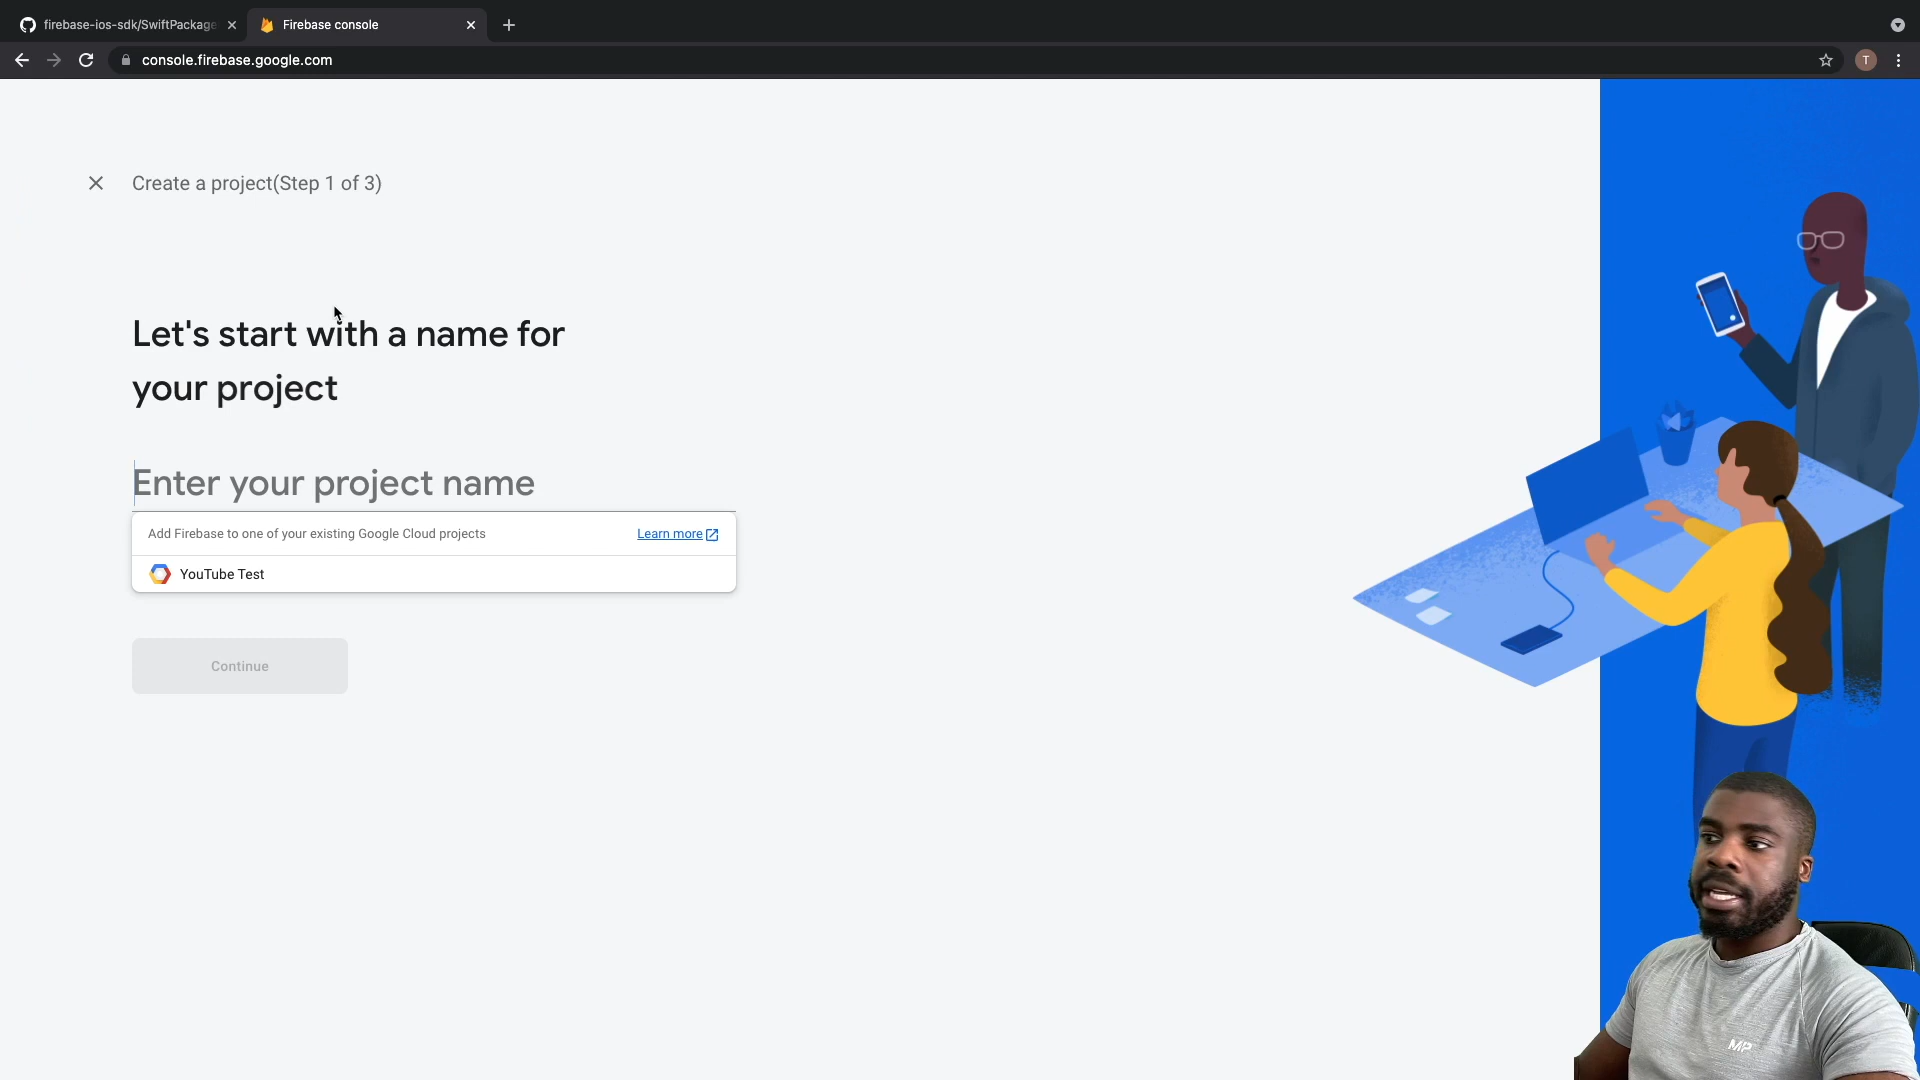 firebase-ios-sdk/SwiftPackage
Firebase console
console.firebase.google.com
T
Create a project(Step 1 of 3)
Let's start with a name for
your project
Enter your project name
Add Firebase to one of your existing Google Cloud projects
Learn more
YouTube Test
Continue
MP